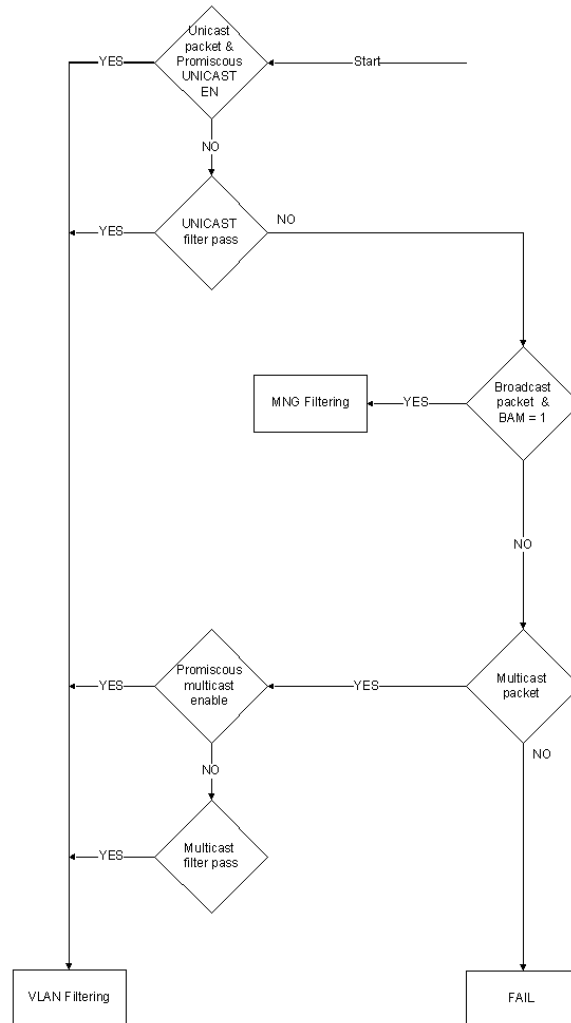 Unicast
packet &
Promiscous
UNICAST
EN
YES
Start
NO
UNICAST
filter pass
YES
NO
Broadcast
packet &
BAM = 1
YES
MNG Filtering
NO
Multicast
packet
YES
Promiscous
multicast
enable
YES
NO
NO
Multicast
filter pass
YES
VLAN Filtering
FAIL